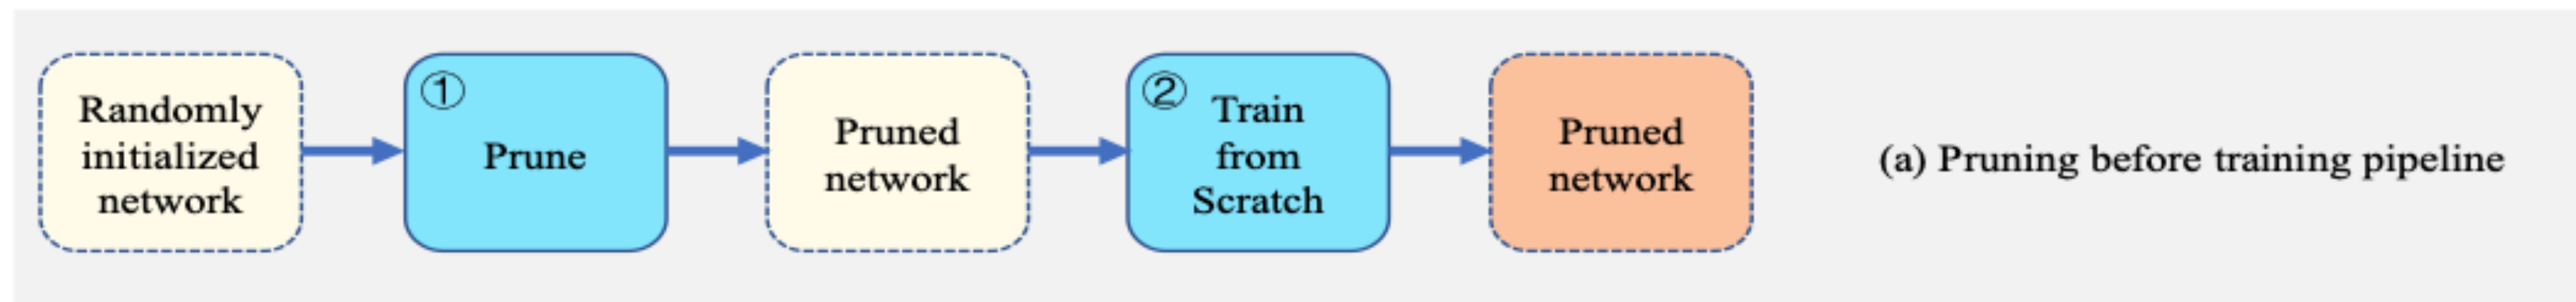 Randomly
initialized
network
①
Prune
Pruned
network
②
Train
from
Scratch
Pruned
network
(a) Pruning before training pipeline